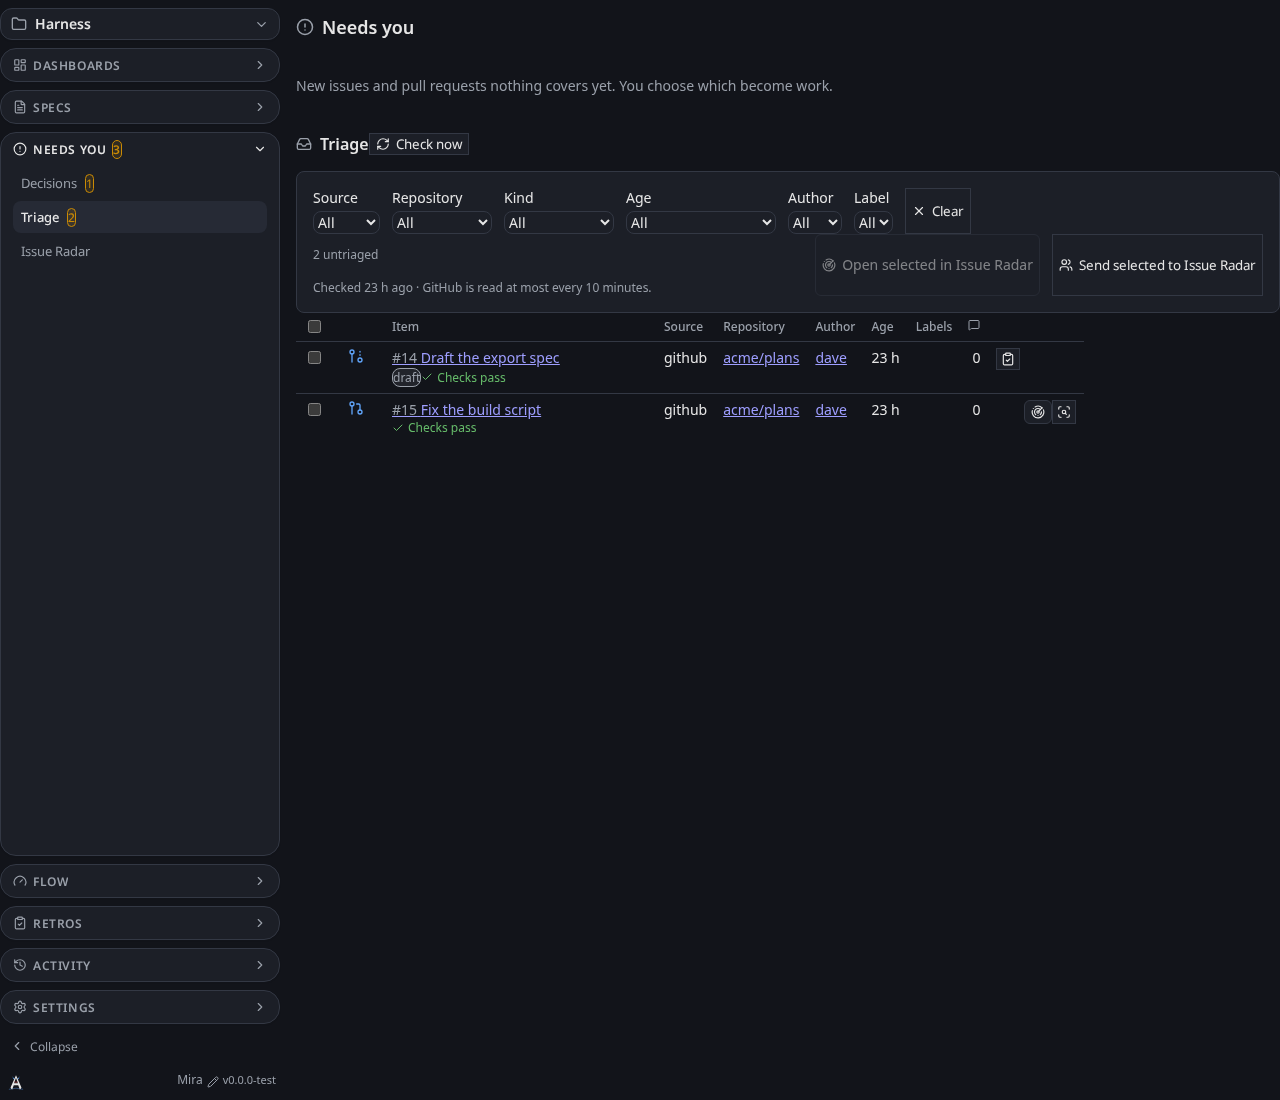 Harness
DASHBOARDS
SPECS
NEEDS YOU 3
Decisions 1
Triage 2
Issue Radar
FLOW
RETROS
ACTIVITY
SETTINGS
Collapse
A
Mira v0.0.0-test
Needs you
New issues and pull requests nothing covers yet. You choose which become work.
Triage Check now
Source Repository Kind Age Author Label
All All All All All All Clear
2 untriaged
Open selected in Issue Radar Send selected to Issue Radar
Checked 23 h ago · GitHub is read at most every 10 minutes.
Item Source Repository Author Age Labels
#14 Draft the export spec github acme/plans dave 23 h 0
draft Checks pass
#15 Fix the build script github acme/plans dave 23 h 0
Checks pass